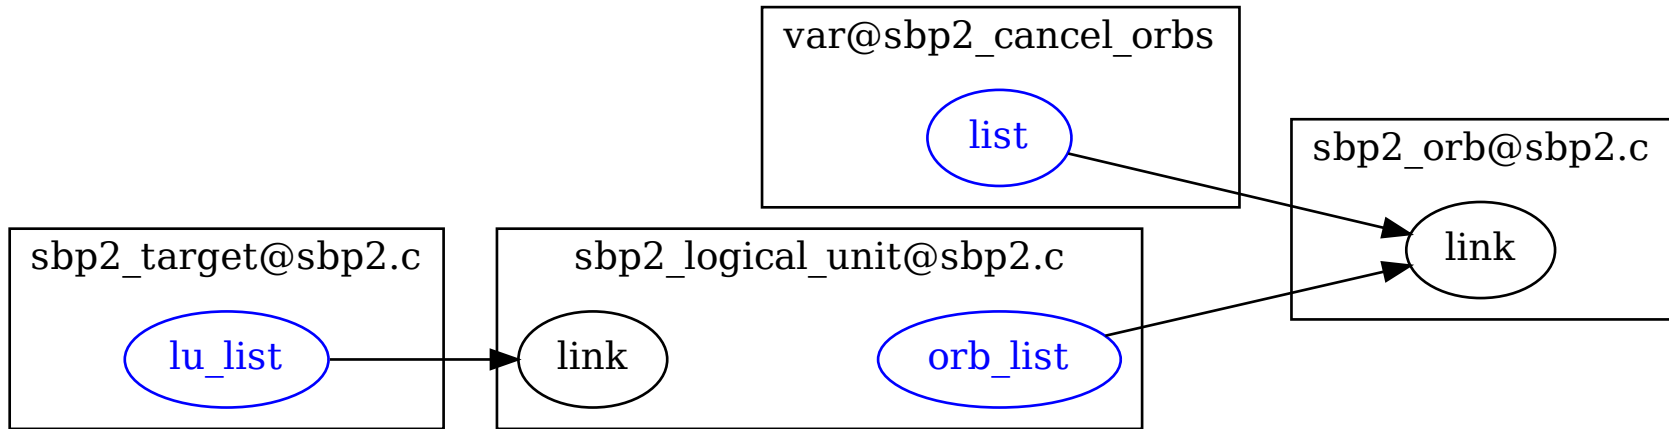 var@sbp2_cancel_orbs
list
sbp2_orb@sbp2.c
link
sbp2_target@sbp2.c
lu_list
sbp2_logical_unit@sbp2.c
link
orb_list